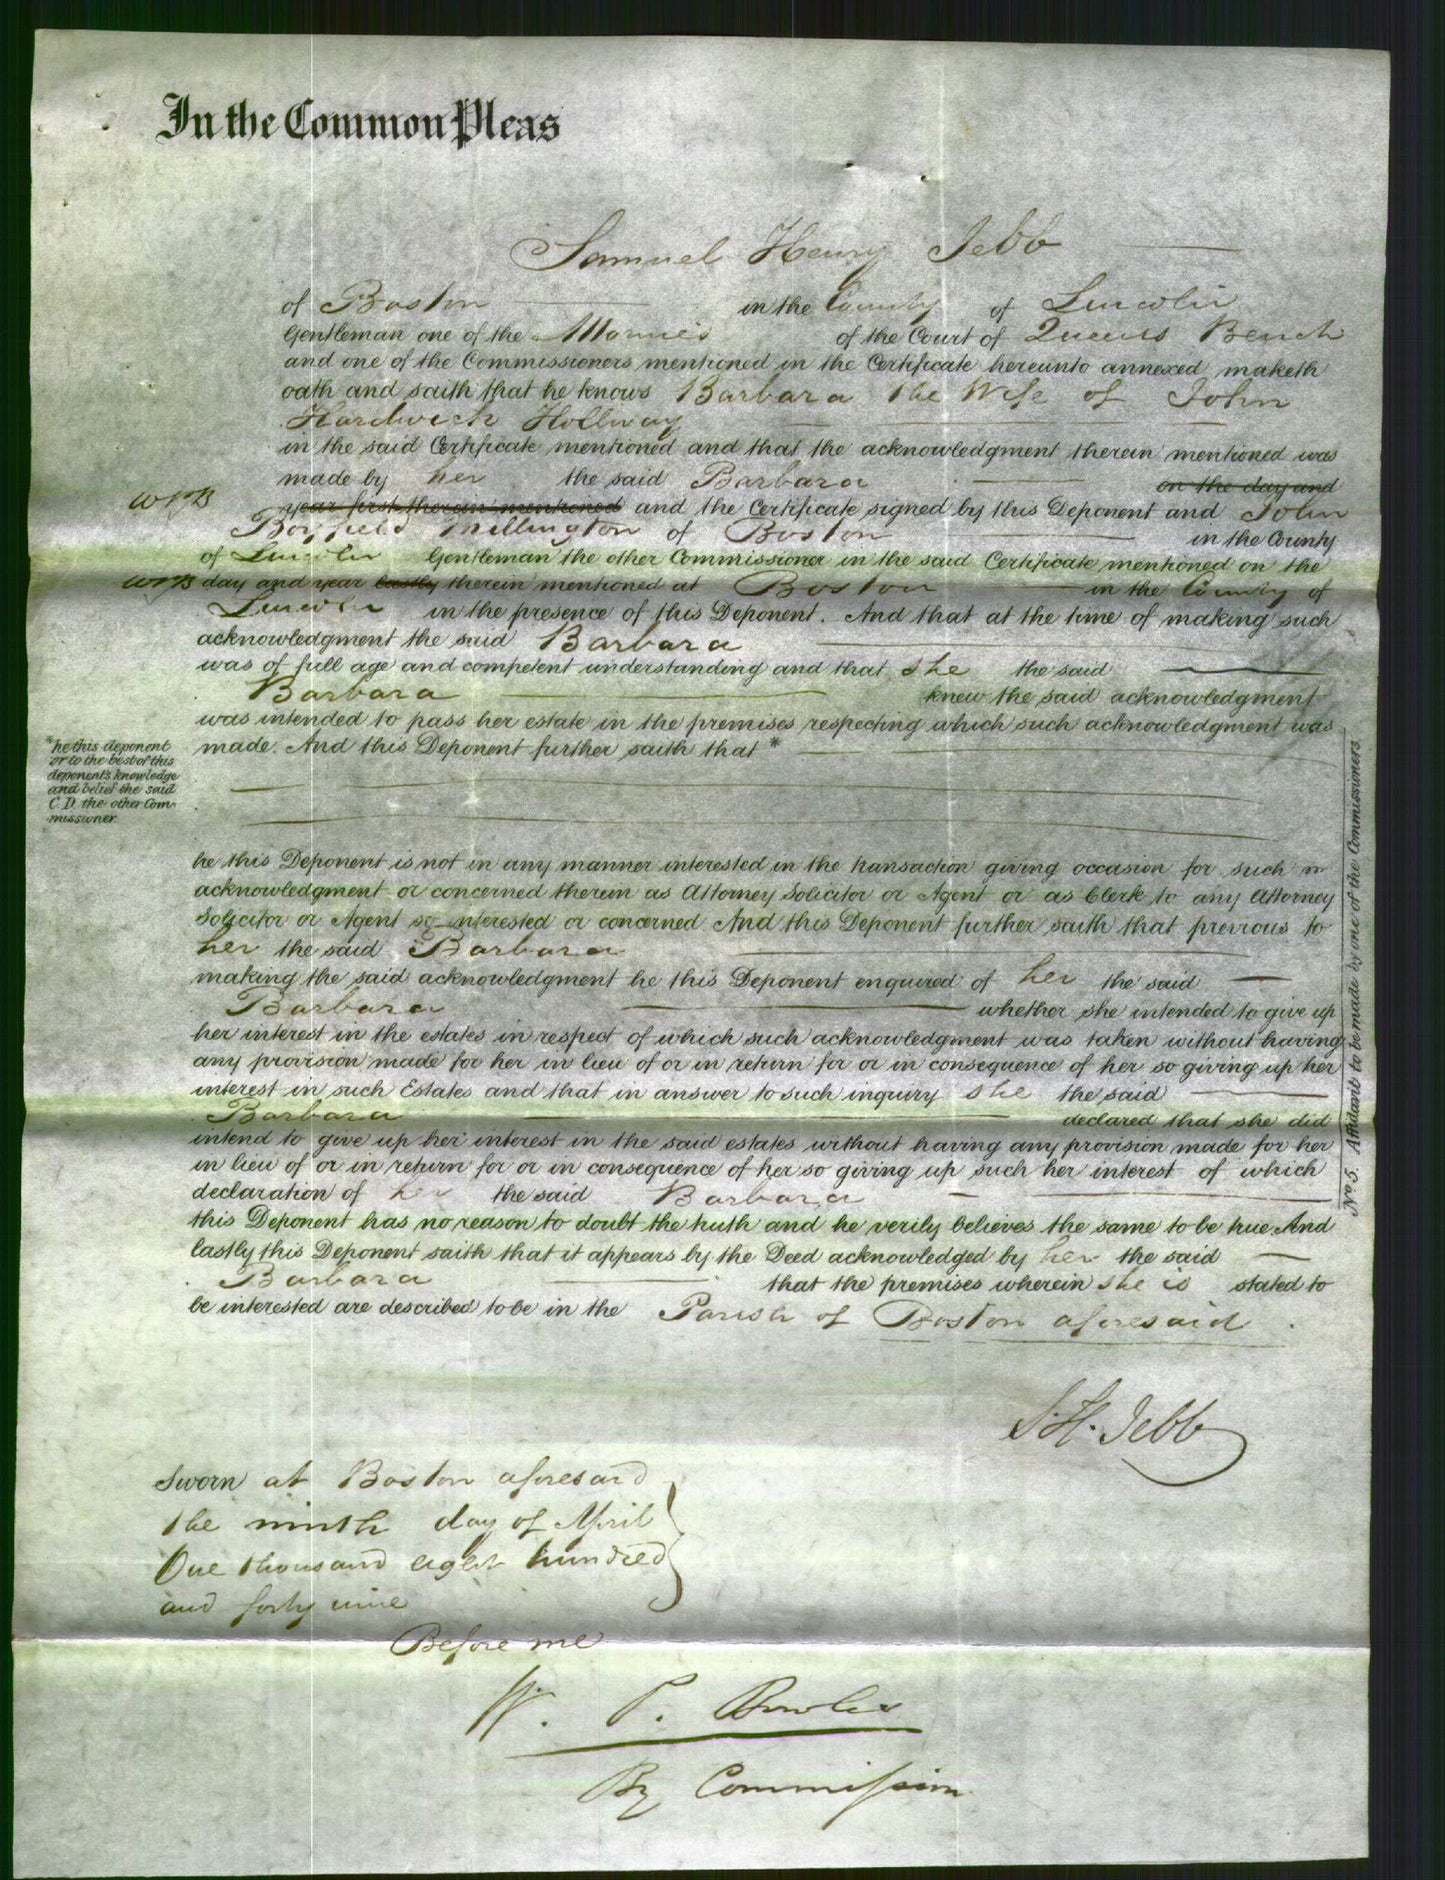 In the Common Pleas
Samuel Henry Jebb
of Boston in the County of Lincoln
Gentleman one of the Attornies of the Court of Queens Bench
and one of the Commissioners mentioned in the Certificate hereunto annexed maketh
oath and saith that he knows Barbara the Wife of John
Hardwick Hollway
in the said Certificate mentioned and that the acknowledgment therein mentioned was
made by her the said Barbara on the day and
year first therein mentioned and the Certificate signed by this Deponent and John
WPB
Boyfield Millington of Boston in the County
of Lincoln Gentleman the other Commissioner in the said Certificate mentioned on the
WPB day and year lastly therein mentioned at Boston in the County of
Lincoln in the presence of this Deponent. And that at the time of making such
acknowledgment the said Barbara
was of full age and competent understanding and that she the said
Barbara knew the said acknowledgment
was intended to pass her estate in the premises respecting which such acknowledgment was
made. And this Deponent further saith that *
* he this deponent
or to the best of this
deponent's knowledge
and belief the said
C.D. the other Com-
missioner
he this Deponent is not in any manner interested in the transaction giving occasion for such
acknowledgment or concerned therein as Attorney Solicitor or Agent or as Clerk to any Attorney
Solicitor or Agent so interested or concerned And this Deponent further saith that previous to
her the said Barbara
making the said acknowledgment he this Deponent enquired of her the said
Barbara whether she intended to give up
her interest in the estates in respect of which such acknowledgment was taken without having
any provision made for her in lieu of or in return for or in consequence of her so giving up her
interest in such Estates and that in answer to such inquiry she the said
Barbara declared that she did
intend to give up her interest in the said estates without having any provision made for her
in lieu of or in return for or in consequence of her so giving up such her interest of which
declaration of her the said Barbara
this Deponent has no reason to doubt the truth and he verily believes the same to be true. And
lastly this Deponent saith that it appears by the Deed acknowledged by her the said
Barbara that the premises wherein she is stated to
be interested are described to be in the Parish of Boston aforesaid.
No. 5. Affidavit to be made by one of the Commissioners.
S. H. Jebb
Sworn at Boston aforesaid
the ninth day of April
One thousand eight hundred
and forty nine
Before me
W. P. Bowles
By Commission